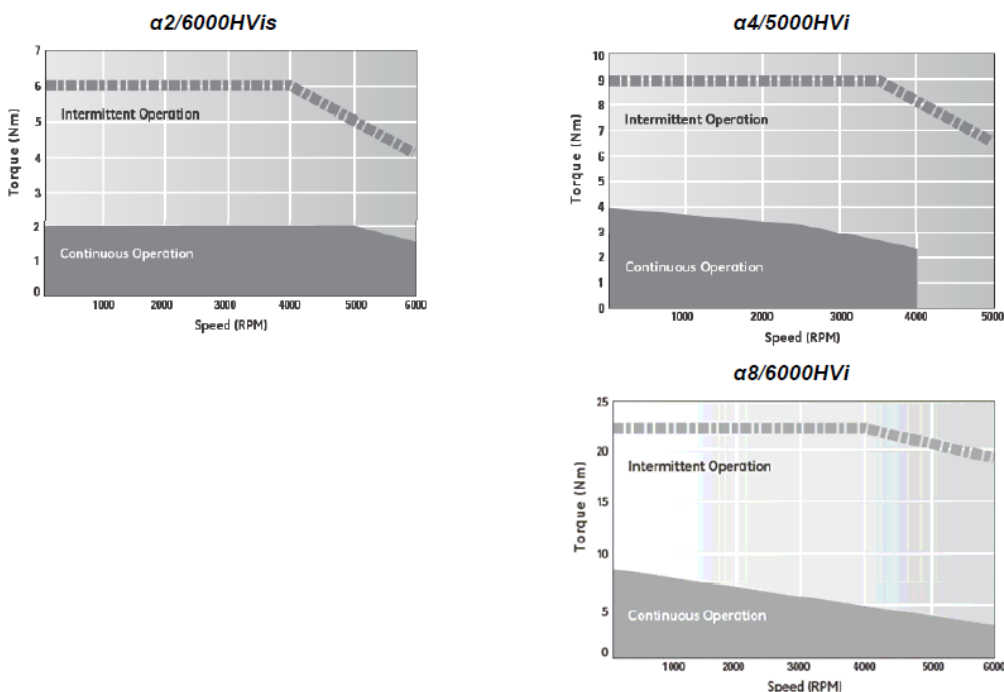 α2/6000HVis
7
6
5
4
3
2
1
0
Torque (Nm)
Intermittent Operation
Continuous Operation
1000 2000 3000 4000 5000 6000
Speed (RPM)
α4/5000HVi
10
9
8
7
6
5
4
3
2
1
0
Torque (Nm)
Intermittent Operation
Continuous Operation
1000 2000 3000 4000 5000
Speed (RPM)
α8/6000HVi
25
20
15
10
5
0
Torque (Nm)
Intermittent Operation
Continuous Operation
1000 2000 3000 4000 5000 6000
Speed (RPM)